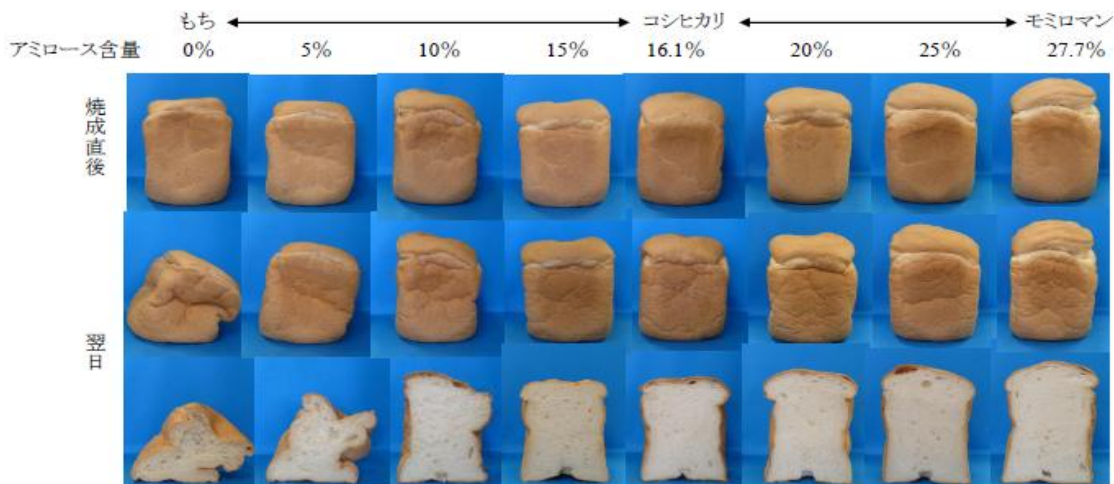 もち コシヒカリ モミロマン
アミロース含量 0% 5% 10% 15% 16.1% 20% 25% 27.7%
焼成直後
翌日